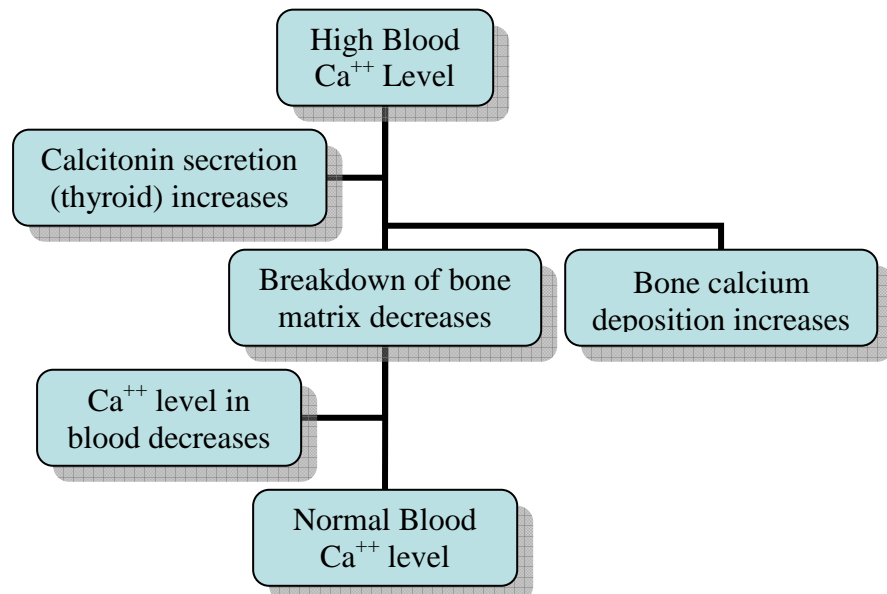 High Blood
Ca⁺⁺ Level
Calcitonin secretion
(thyroid) increases
Breakdown of bone
matrix decreases
Bone calcium
deposition increases
Ca⁺⁺ level in
blood decreases
Normal Blood
Ca⁺⁺ level